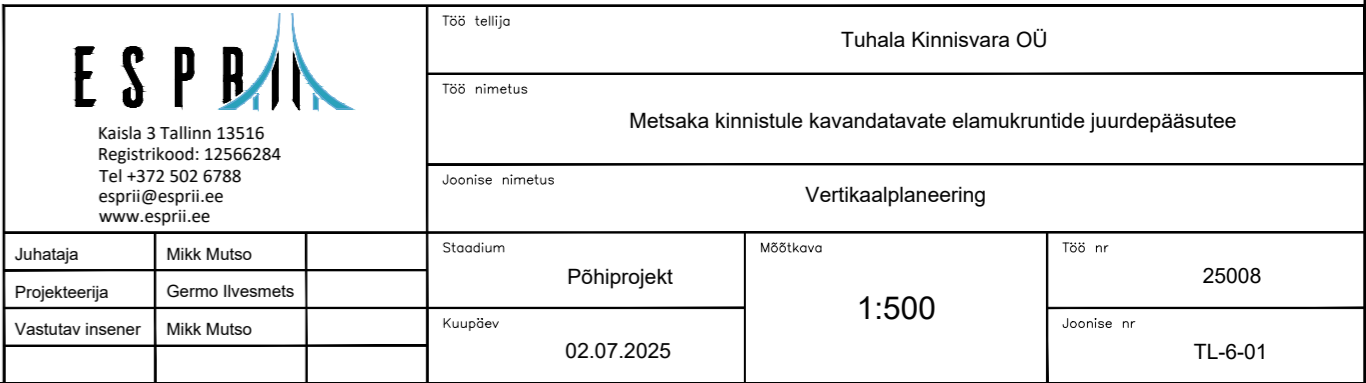 ESPRII
Kaisla 3 Tallinn 13516
Registrikood: 12566284
Tel +372 502 6788
esprii@esprii.ee
www.esprii.ee
Töö tellija
Tuhala Kinnisvara OÜ
Töö nimetus
Metsaka kinnistule kavandatavate elamukruntide juurdepääsutee
Joonise nimetus
Vertikaalplaneering
Juhataja Mikk Mutso
Projekteerija Germo Ilvesmets
Vastutav insener Mikk Mutso
Staadium
Põhiprojekt
Kuupäev
02.07.2025
Mõõtkava
1:500
Töö nr
25008
Joonise nr
TL-6-01